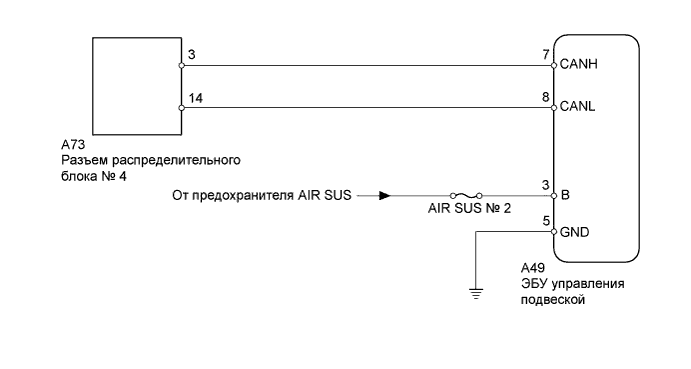 3
7
CANH
14
8
CANL
A73
Разъем распределительного
блока № 4
От предохранителя AIR SUS
AIR SUS № 2
3
B
5
GND
A49
ЭБУ управления
подвеской